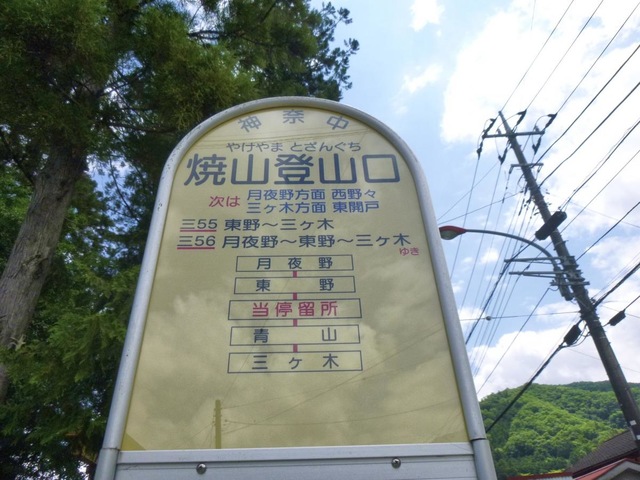 神奈中
やけやま とざんぐち
焼山登山口
次は 月夜野方面 西野々
三ヶ木方面 東開戸
三55 東野～三ヶ木
三56 月夜野～東野～三ヶ木
ゆき
月夜野
東野
当停留所
青山
三ヶ木